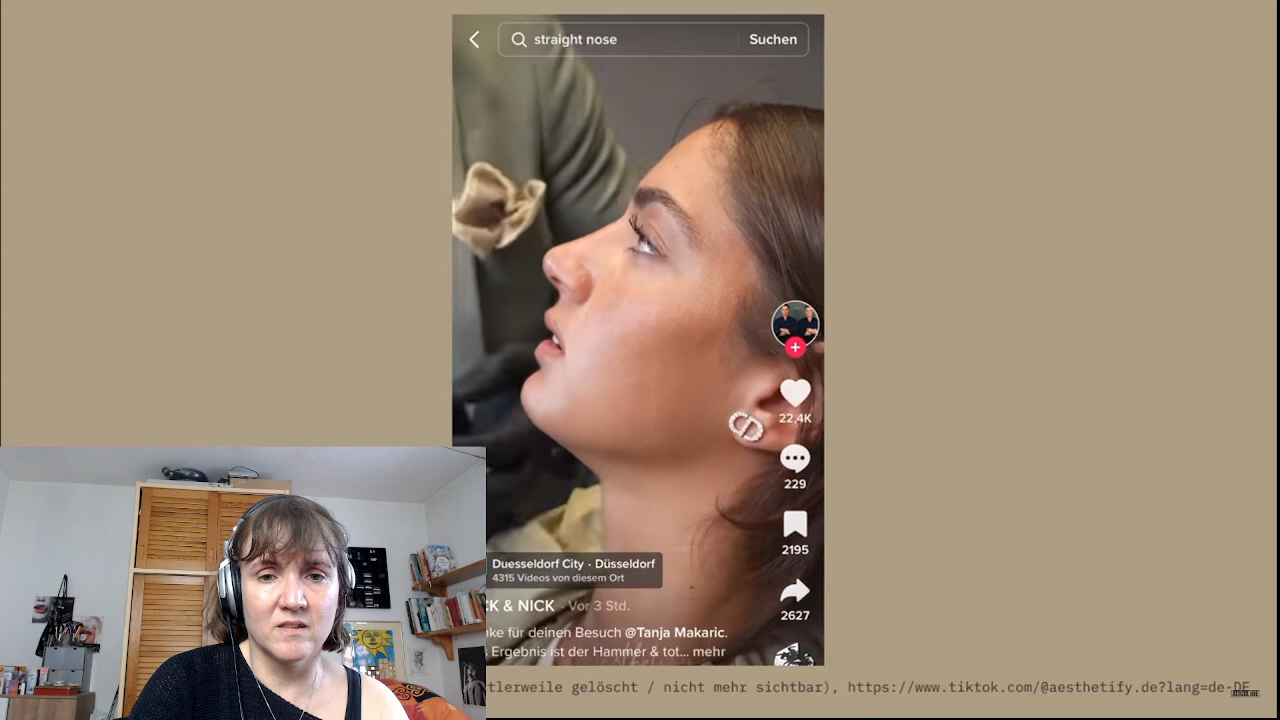 straight nose
Suchen
22,4K
229
2195
2627
Duesseldorf City · Düsseldorf
4315 Videos von diesem Ort
CK & NICK · Vor 3 Std.
nke für deinen Besuch @Tanja Makaric.
Ergebnis ist der Hammer & tot... mehr
tlerweile gelöscht / nicht mehr sichtbar), https://www.tiktok.com/@aesthetify.de?lang=de-DE